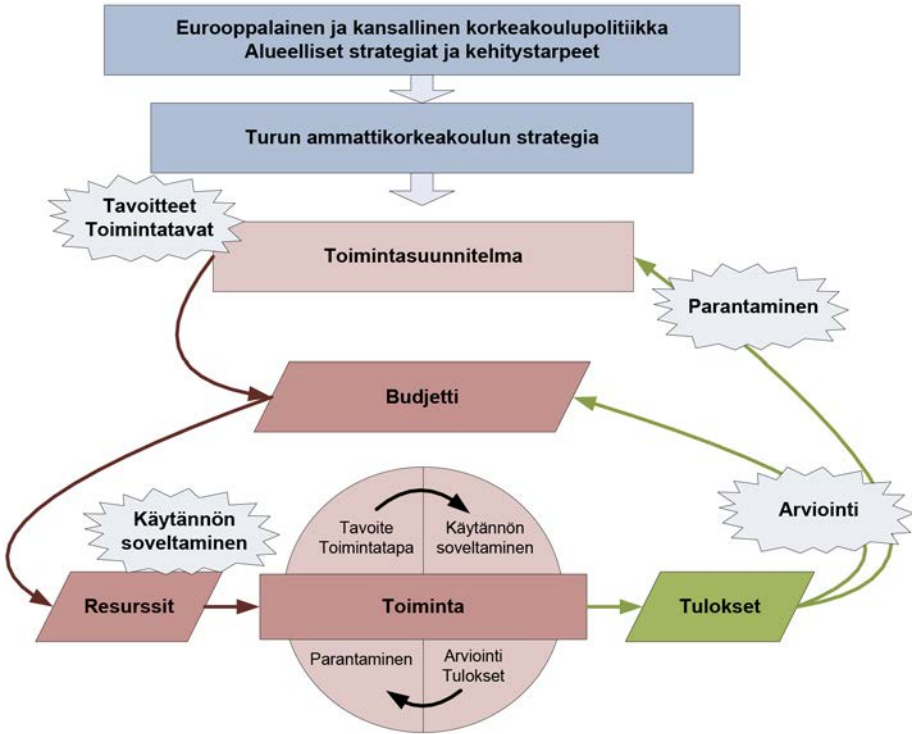 Eurooppalainen ja kansallinen korkeakoulupolitiikka
Alueelliset strategiat ja kehitystarpeet
Turun ammattikorkeakoulun strategia
Tavoitteet
Toimintatavat
Toimintasuunnitelma
Parantaminen
Budjetti
Arviointi
Käytännön
soveltaminen
Tavoite
Toimintatapa
Käytännön
soveltaminen
Resurssit
Toiminta
Tulokset
Parantaminen
Arviointi
Tulokset